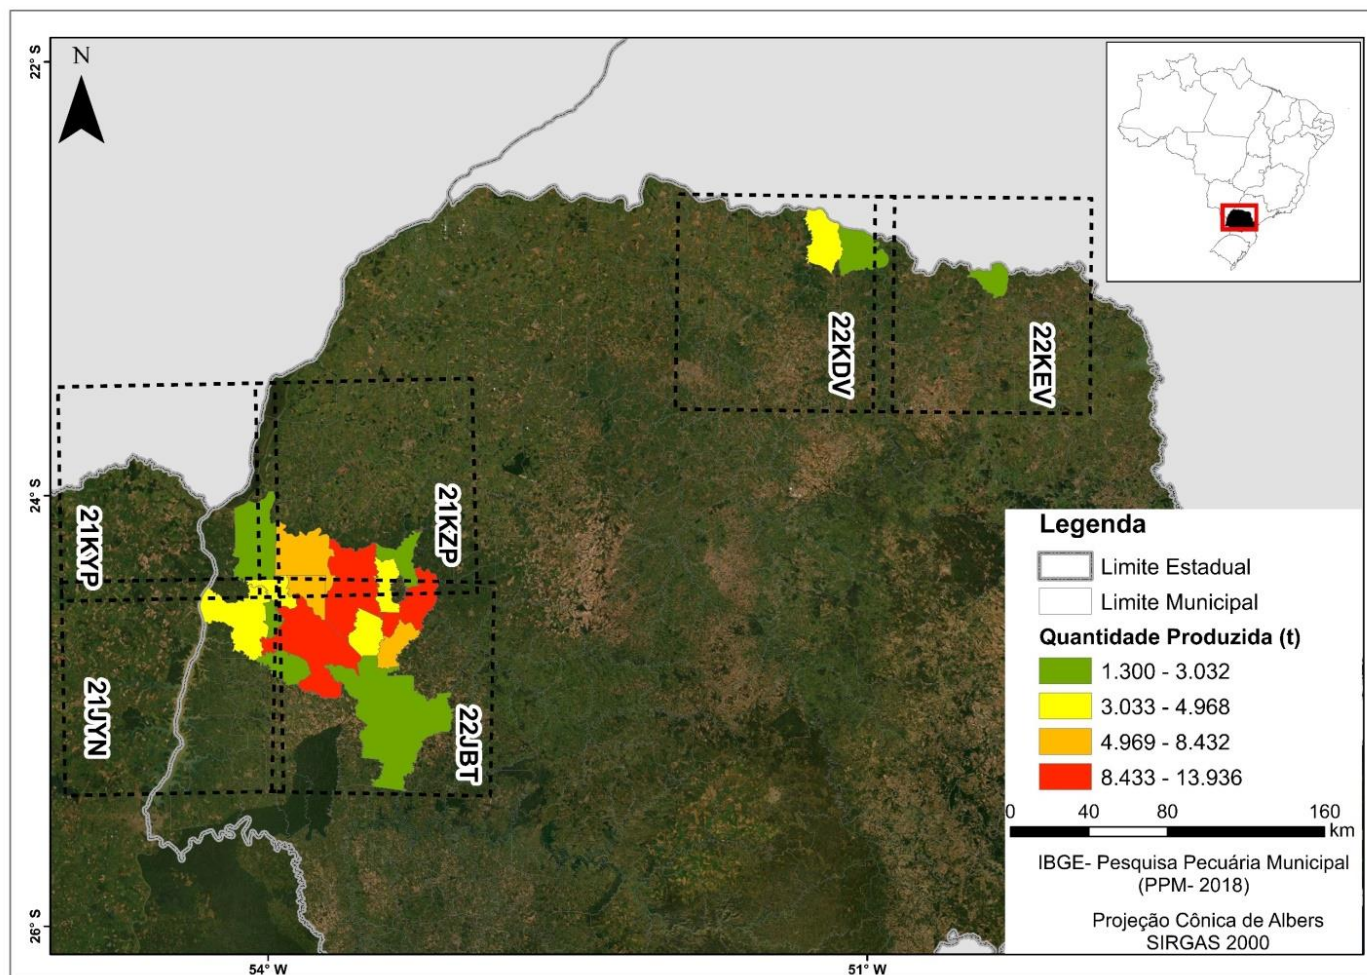 N
22° S
24° S
26° S
54° W
51° W
22KDV
22KEV
21KYP
21KZP
21JYN
22JBT
Legenda
Limite Estadual
Limite Municipal
Quantidade Produzida (t)
1.300 - 3.032
3.033 - 4.968
4.969 - 8.432
8.433 - 13.936
0 40 80 160
km
IBGE- Pesquisa Pecuária Municipal
(PPM- 2018)
Projeção Cônica de Albers
SIRGAS 2000